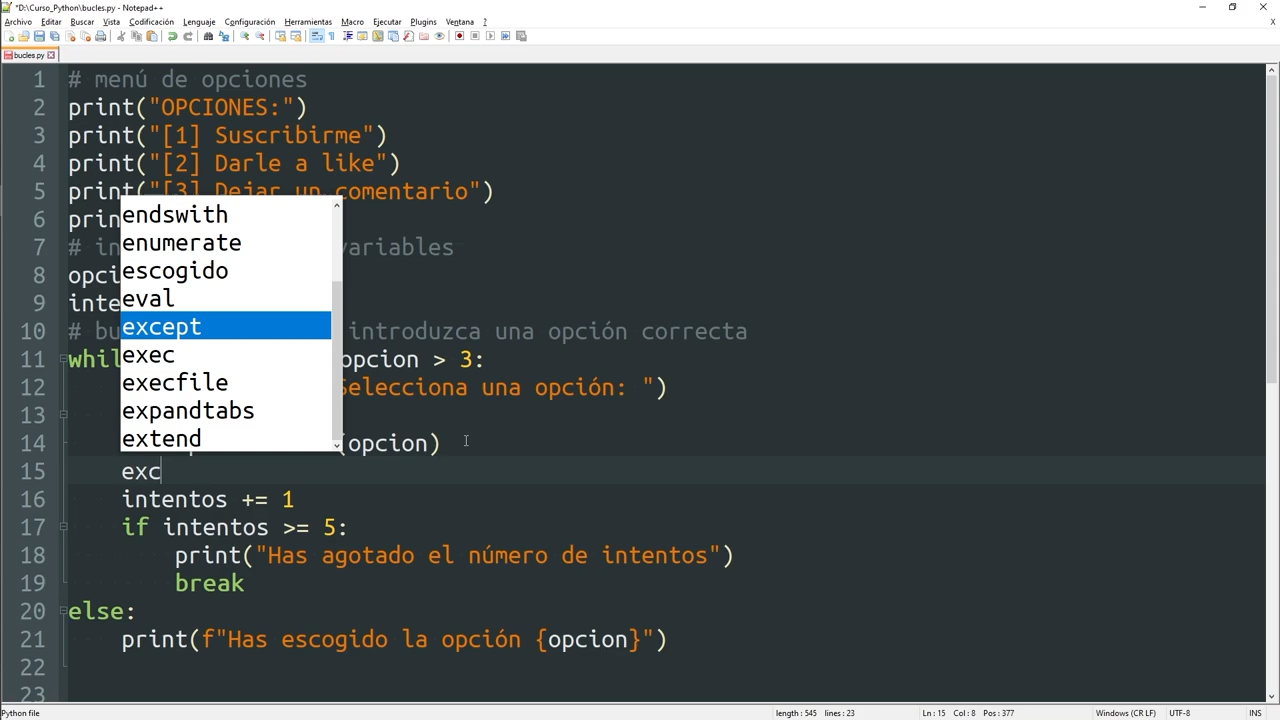 *D:\Curso_Python\bucles.py - Notepad++
Archivo Editar Buscar Vista Codificación Lenguaje Configuración Herramientas Macro Ejecutar Plugins Ventana ?
bucles.py
1 # menú de opciones
2 print("OPCIONES:")
3 print("[1] Suscribirme")
4 print("[2] Darle a like")
5 print("[3] Dejar un comentario")
6 prin
7 # in variables
8 opci
9 inte
10 # bu introduzca una opción correcta
11 whil opcion > 3:
12 Selecciona una opción: ")
13
14 (opcion)
15 exc
16 intentos += 1
17 if intentos >= 5:
18 print("Has agotado el número de intentos")
19 break
20 else:
21 print(f"Has escogido la opción {opcion}")
22
23
endswith
enumerate
escogido
eval
except
exec
execfile
expandtabs
extend
Python file length : 545 lines : 23 Ln : 15 Col : 8 Pos : 377 Windows (CR LF) UTF-8 INS